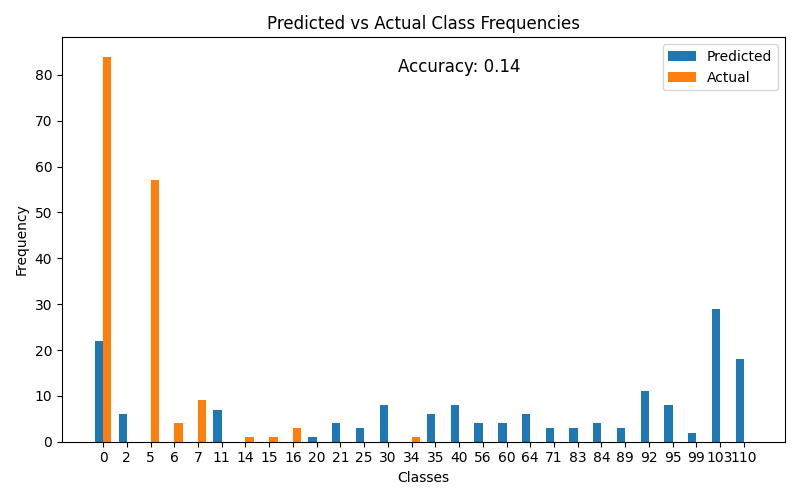 Predicted vs Actual Class Frequencies
Accuracy: 0.14
Predicted
Actual
Frequency
80
70
60
50
40
30
20
10
0
0 2 5 6 7 11 14 15 16 20 21 25 30 34 35 40 56 60 64 71 83 84 89 92 95 99 103 110
Classes